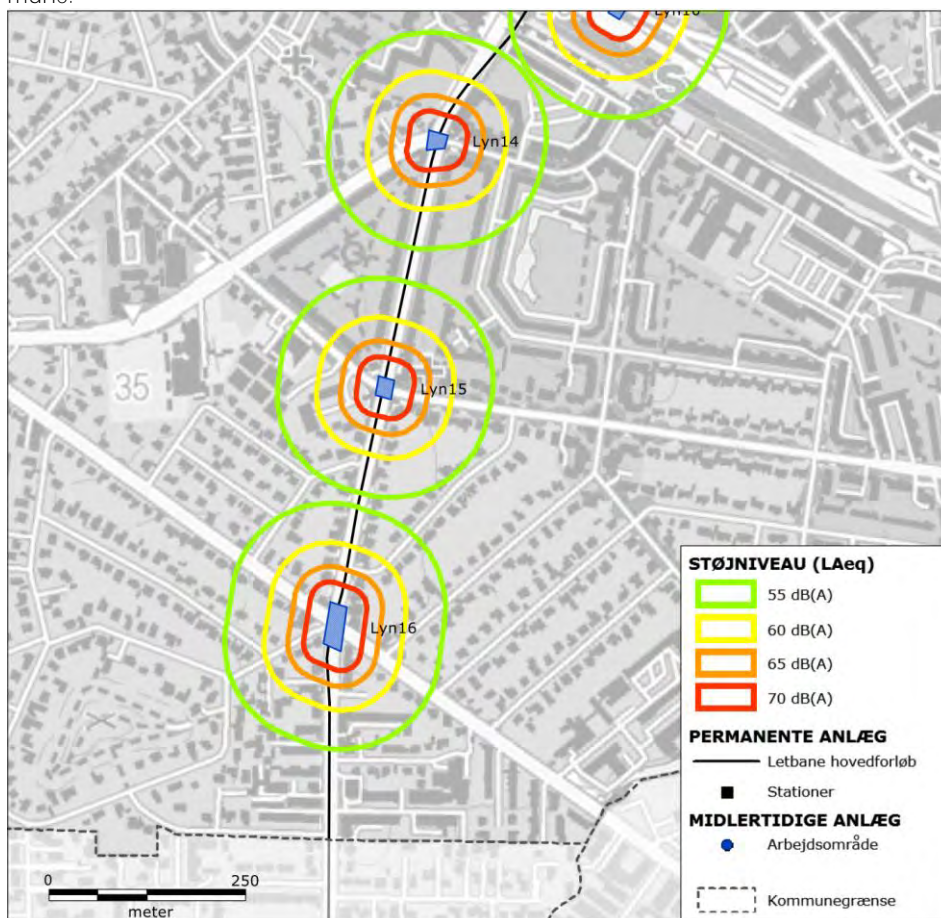 Lyn14
S
G
35
Lyn15
Lyn16
STØJNIVEAU (LAeq)
55 dB(A)
60 dB(A)
65 dB(A)
70 dB(A)
PERMANENTE ANLÆG
Letbane hovedforløb
Stationer
MIDLERTIDIGE ANLÆG
Arbejdsområde
Kommunegrænse
0 250
meter